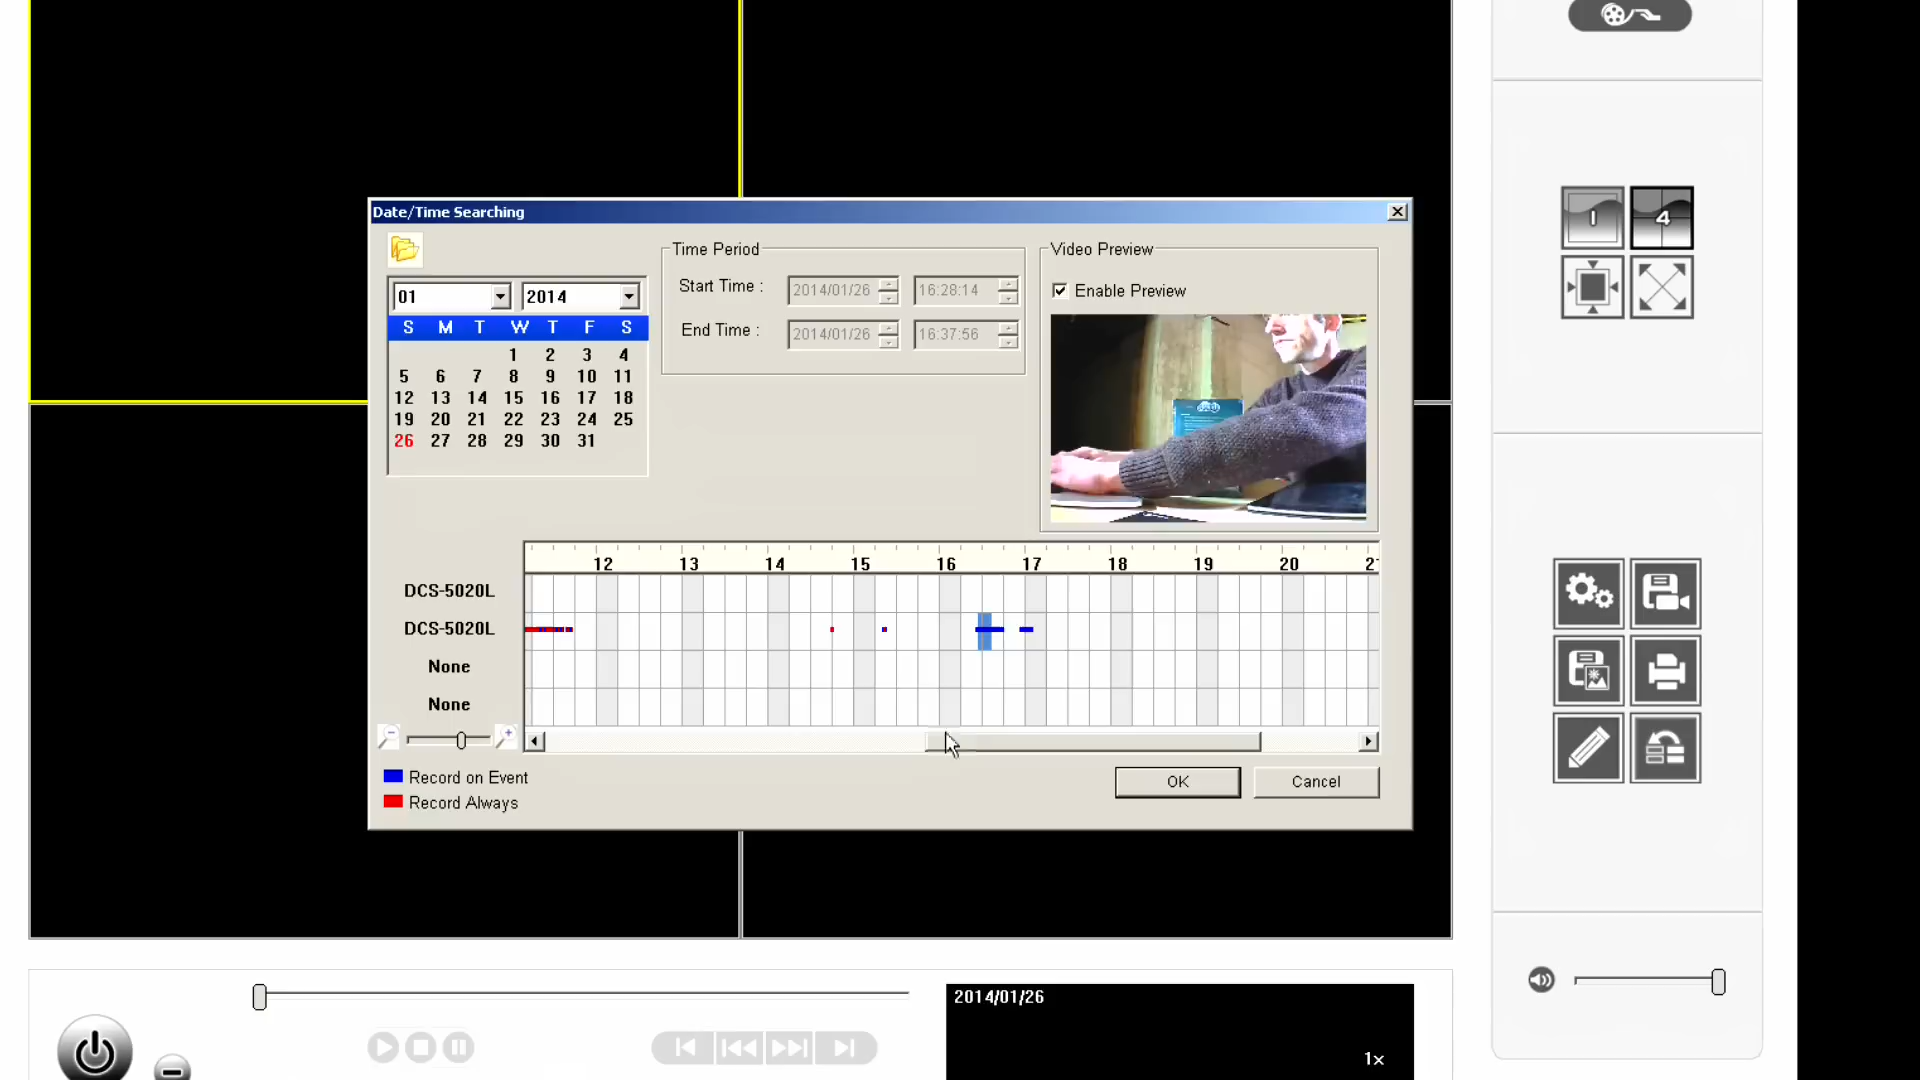 Date/Time Searching
01 2014
S M T W T F S
1 2 3 4
5 6 7 8 9 10 11
12 13 14 15 16 17 18
19 20 21 22 23 24 25
26 27 28 29 30 31
Time Period
Start Time : 2014/01/26 16:28:14
End Time : 2014/01/26 16:37:56
Video Preview
Enable Preview
12 13 14 15 16 17 18 19 20
DCS-5020L
DCS-5020L
None
None
Record on Event
Record Always
OK Cancel
1 4
2014/01/26
1x